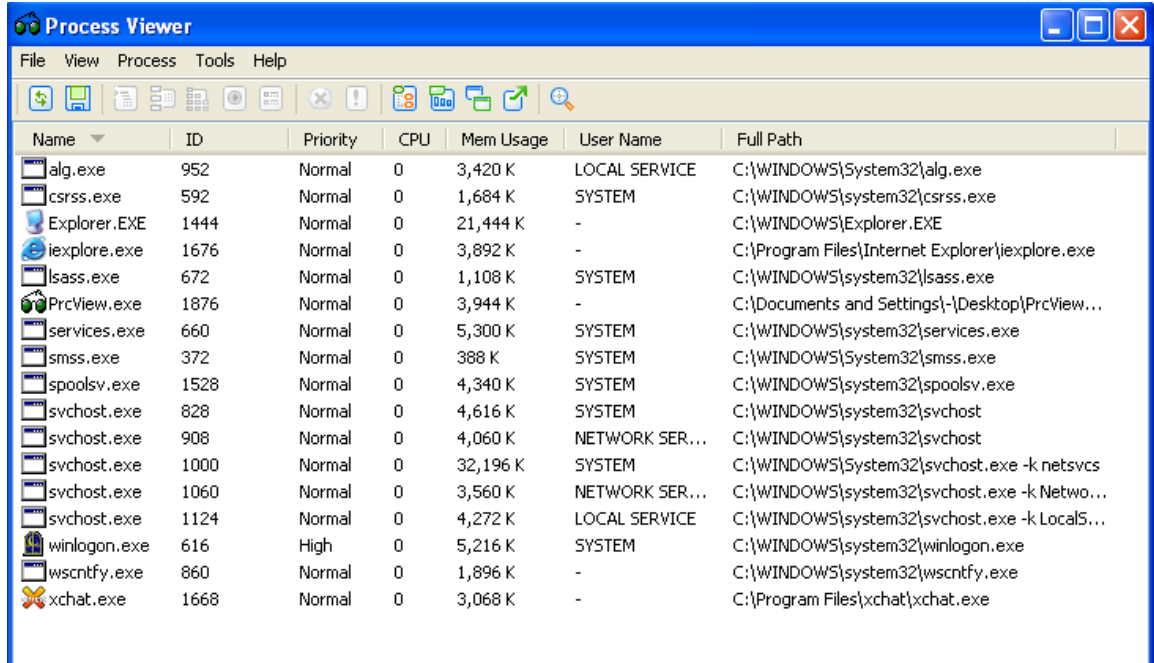 Process Viewer
File View Process Tools Help
Name ID Priority CPU Mem Usage User Name Full Path
alg.exe 952 Normal 0 3,420 K LOCAL SERVICE C:\WINDOWS\System32\alg.exe
csrss.exe 592 Normal 0 1,684 K SYSTEM C:\WINDOWS\system32\csrss.exe
Explorer.EXE 1444 Normal 0 21,444 K - C:\WINDOWS\Explorer.EXE
iexplore.exe 1676 Normal 0 3,892 K - C:\Program Files\Internet Explorer\iexplore.exe
lsass.exe 672 Normal 0 1,108 K SYSTEM C:\WINDOWS\system32\lsass.exe
PrcView.exe 1876 Normal 0 3,944 K - C:\Documents and Settings\-\Desktop\PrcView...
services.exe 660 Normal 0 5,300 K SYSTEM C:\WINDOWS\system32\services.exe
smss.exe 372 Normal 0 388 K SYSTEM C:\WINDOWS\System32\smss.exe
spoolsv.exe 1528 Normal 0 4,340 K SYSTEM C:\WINDOWS\system32\spoolsv.exe
svchost.exe 828 Normal 0 4,616 K SYSTEM C:\WINDOWS\system32\svchost
svchost.exe 908 Normal 0 4,060 K NETWORK SER... C:\WINDOWS\system32\svchost
svchost.exe 1000 Normal 0 32,196 K SYSTEM C:\WINDOWS\System32\svchost.exe -k netsvcs
svchost.exe 1060 Normal 0 3,560 K NETWORK SER... C:\WINDOWS\system32\svchost.exe -k Netwo...
svchost.exe 1124 Normal 0 4,272 K LOCAL SERVICE C:\WINDOWS\system32\svchost.exe -k LocalS...
winlogon.exe 616 High 0 5,216 K SYSTEM C:\WINDOWS\system32\winlogon.exe
wscntfy.exe 860 Normal 0 1,896 K - C:\WINDOWS\system32\wscntfy.exe
xchat.exe 1668 Normal 0 3,068 K - C:\Program Files\xchat\xchat.exe